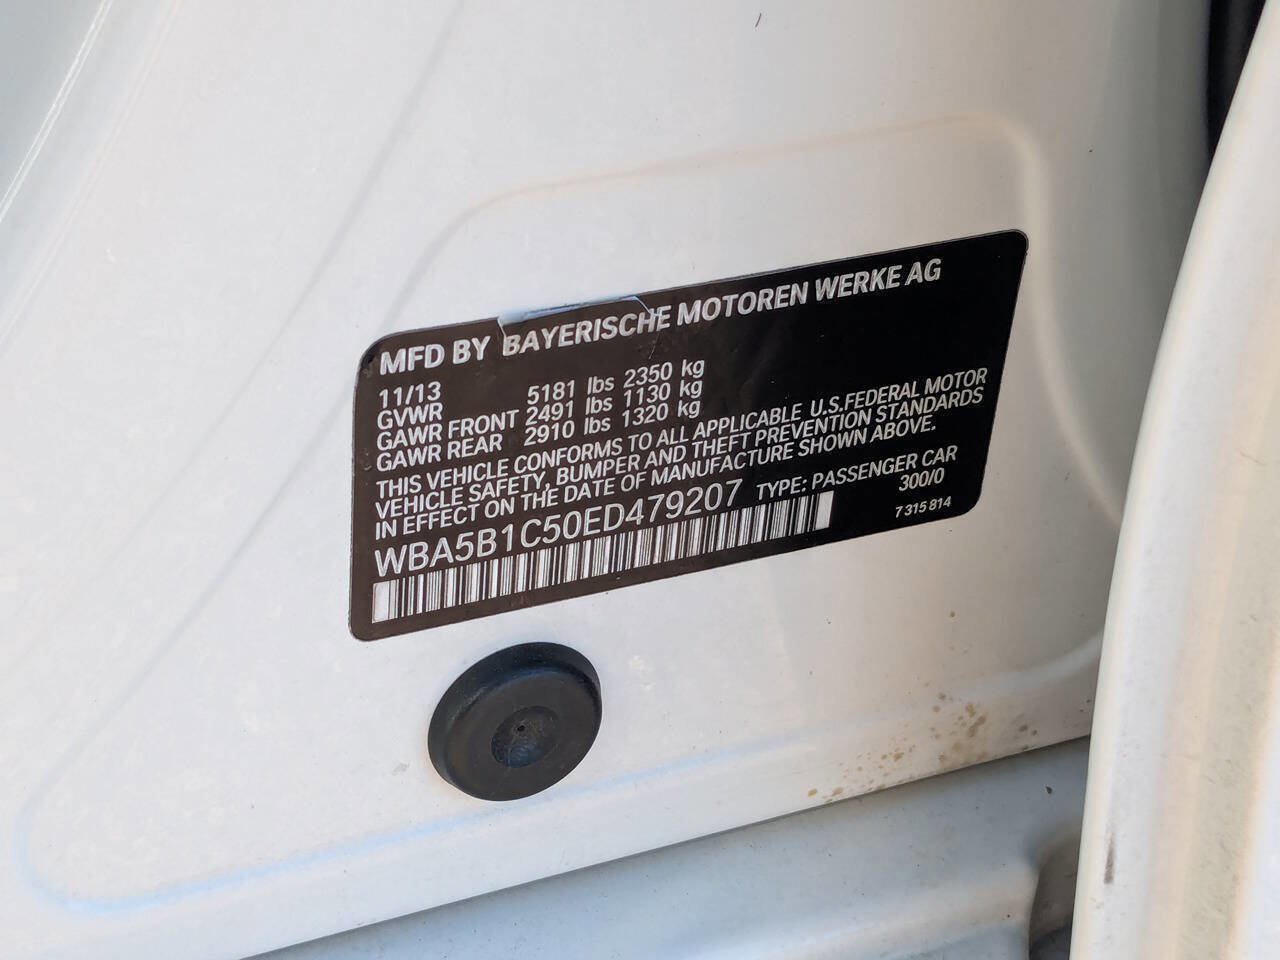 MFD BY BAYERISCHE MOTOREN WERKE AG
11/13
GVWR 5181 lbs 2350 kg
GAWR FRONT 2491 lbs 1130 kg
GAWR REAR 2910 lbs 1320 kg
THIS VEHICLE CONFORMS TO ALL APPLICABLE U.S.FEDERAL MOTOR
VEHICLE SAFETY, BUMPER AND THEFT PREVENTION STANDARDS
IN EFFECT ON THE DATE OF MANUFACTURE SHOWN ABOVE.
WBA5B1C50ED479207 TYPE: PASSENGER CAR
300/0
7 315 814